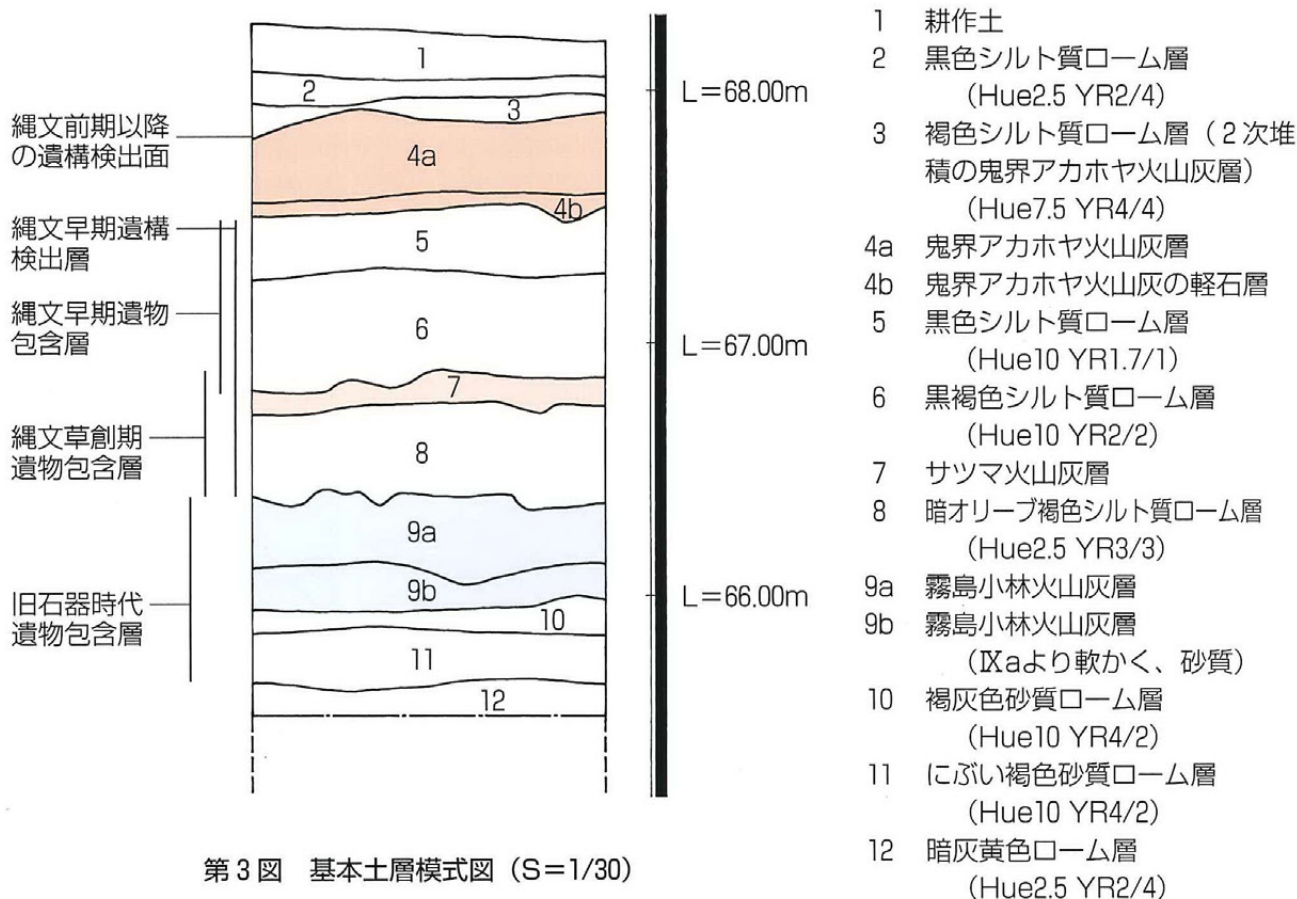 縄文前期以降
の遺構検出面
縄文早期遺構
検出層
縄文早期遺物
包含層
縄文草創期
遺物包含層
旧石器時代
遺物包含層
1
2
3
4a
4b
5
6
7
8
9a
9b
10
11
12
L=68.00m
L=67.00m
L=66.00m
1 耕作土
2 黒色シルト質ローム層
(Hue2.5 YR2/4)
3 褐色シルト質ローム層(2次堆
積の鬼界アカホヤ火山灰層)
(Hue7.5 YR4/4)
4a 鬼界アカホヤ火山灰層
4b 鬼界アカホヤ火山灰の軽石層
5 黒色シルト質ローム層
(Hue10 YR1.7/1)
6 黒褐色シルト質ローム層
(Hue10 YR2/2)
7 サツマ火山灰層
8 暗オリーブ褐色シルト質ローム層
(Hue2.5 YR3/3)
9a 霧島小林火山灰層
9b 霧島小林火山灰層
(Ⅸaより軟かく、砂質)
10 褐灰色砂質ローム層
(Hue10 YR4/2)
11 にぶい褐色砂質ローム層
(Hue10 YR4/2)
12 暗灰黄色ローム層
(Hue2.5 YR2/4)
第3図 基本土層模式図(S=1/30)